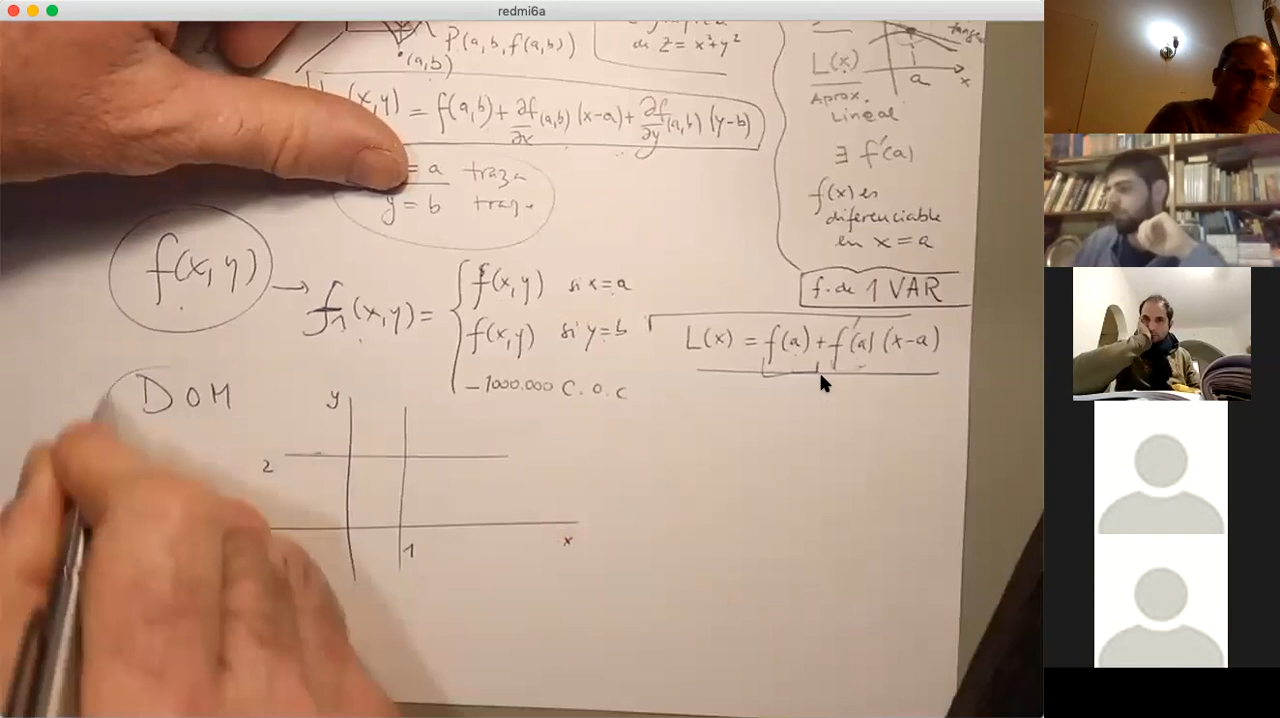 redmi6a
P(a,b,f(a,b))
(a,b)
de z = x²+y²
(x,y) = f(a,b) + ∂f/∂x (a,b) (x-a) + ∂f/∂y (a,b) (y-b)
= a traza
y = b
f(x,y) → f₁(x,y) = { f(x,y) si x=a
f(x,y) si y=b
-1000.000 C.O.C
DOM
y
2
1
x
L(x)
a
x
Aprox.
lineal
∃ f'(a)
f(x) es
diferenciable
en x = a
f. de 1 VAR
L(x) = f(a) + f'(a) (x-a)